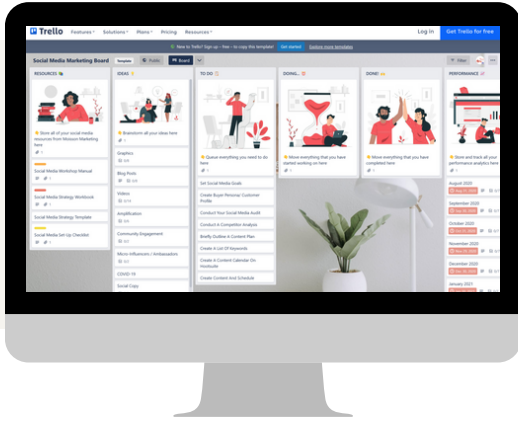 Trello Features Solutions Plans Pricing Resources Log In Get Trello for free
New to Trello? Sign up - free - to copy this template! Get started Explore more templates
Social Media Marketing Board Template Public Board Filter
RESOURCES
Store all of your social media
resources from Missum Marketing
here
Social Media Workshop Manual
Social Media Strategy Workbook
Social Media Strategy Template
Social Media Set Up Checklist
IDEAS
Brainstorm all your ideas here
Graphics
Blog Posts
Videos
Amplification
Community Engagement
Micro Influencers / Ambassadors
COVID 19
Social Copy
TO DO
Queue everything you need to do
here
Set Social Media Goals
Create Buyer Persona/ Customer
Profile
Conduct Your Social Media Audit
Conduct A Competitor Analysis
Briefly Outline A Content Plan
Create A List Of Keywords
Create A Content Calendar On
Hootsuite
Create Content And Schedule
DOING...
Move everything that you have
started working on here
DONE!
Move everything that you have
completed here
PERFORMANCE
Store and track all your
performance analytics here
August 2020
September 2020
October 2020
November 2020
December 2020
January 2021